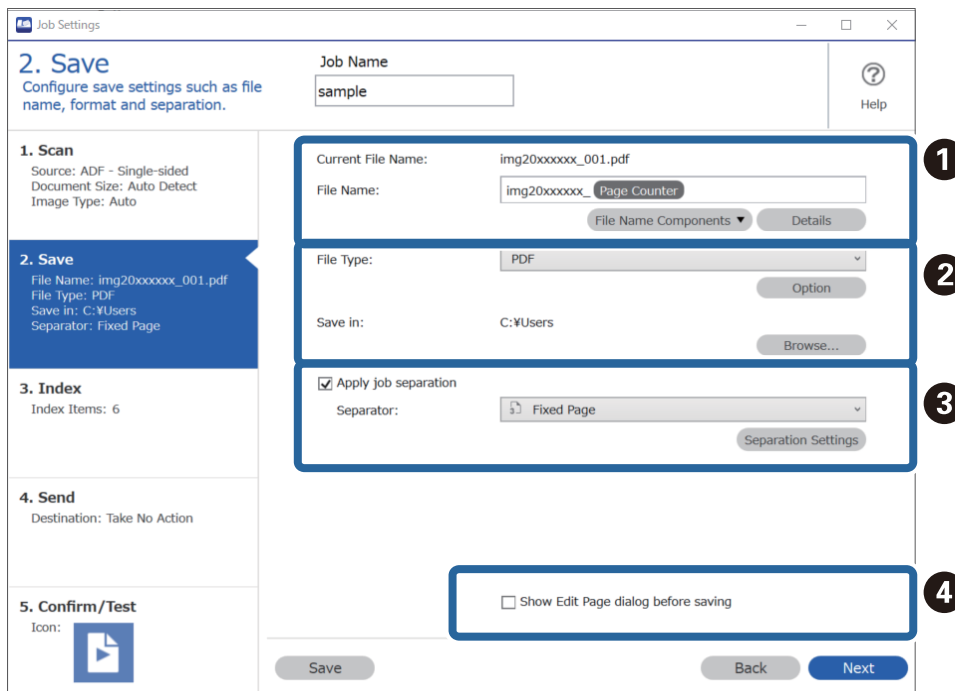 Job Settings
2. Save
Configure save settings such as file
name, format and separation.
Job Name
sample
Help
1. Scan
Source: ADF - Single-sided
Document Size: Auto Detect
Image Type: Auto
2. Save
File Name: img20xxxxxx_001.pdf
File Type: PDF
Save in: C:¥Users
Separator: Fixed Page
3. Index
Index Items: 6
4. Send
Destination: Take No Action
5. Confirm/Test
Icon:
Current File Name: img20xxxxxx_001.pdf
File Name: img20xxxxxx_ Page Counter
File Name Components ▼ Details
1
File Type: PDF
Option
Save in: C:¥Users
Browse...
2
Apply job separation
Separator: Fixed Page
Separation Settings
3
Show Edit Page dialog before saving
4
Save Back Next